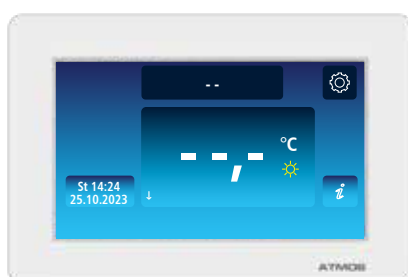 - -
- -,-
°C
St 14:24
25.10.2023
↓
i
ATMOS